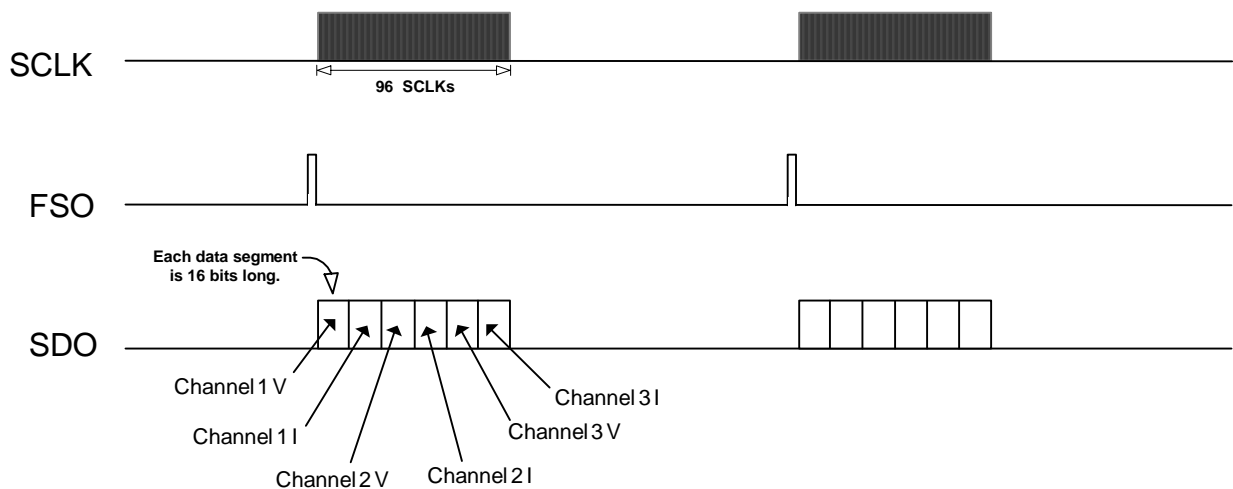 SCLK
96 SCLKs
FSO
Each data segment
is 16 bits long.
SDO
Channel 1 V
Channel 1 I
Channel 2 V
Channel 2 I
Channel 3 V
Channel 3 I